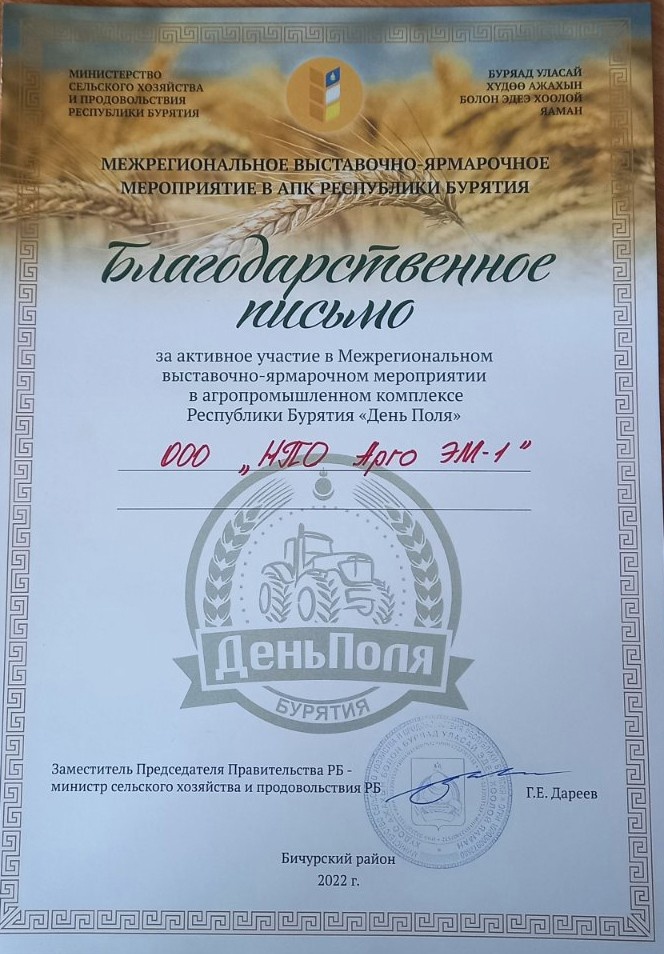 МИНИСТЕРСТВО
СЕЛЬСКОГО ХОЗЯЙСТВА
И ПРОДОВОЛЬСТВИЯ
РЕСПУБЛИКИ БУРЯТИЯ
БУРЯАД УЛАСАЙ
ХҮДӨӨ АЖАХЫН
БОЛОН ЭДЕЭ ХООЛОЙ
ЯАМАН
МЕЖРЕГИОНАЛЬНОЕ ВЫСТАВОЧНО-ЯРМАРОЧНОЕ
МЕРОПРИЯТИЕ В АПК РЕСПУБЛИКИ БУРЯТИЯ
Благодарственное
письмо
за активное участие в Межрегиональном
выставочно-ярмарочном мероприятии
в агропромышленном комплексе
Республики Бурятия «День Поля»
ООО „НПО Арго ЭМ-1"
ДеньПоля
БУРЯТИЯ
Заместитель Председателя Правительства РБ -
министр сельского хозяйства и продовольствия РБ
Г.Е. Дареев
Бичурский район
2022 г.